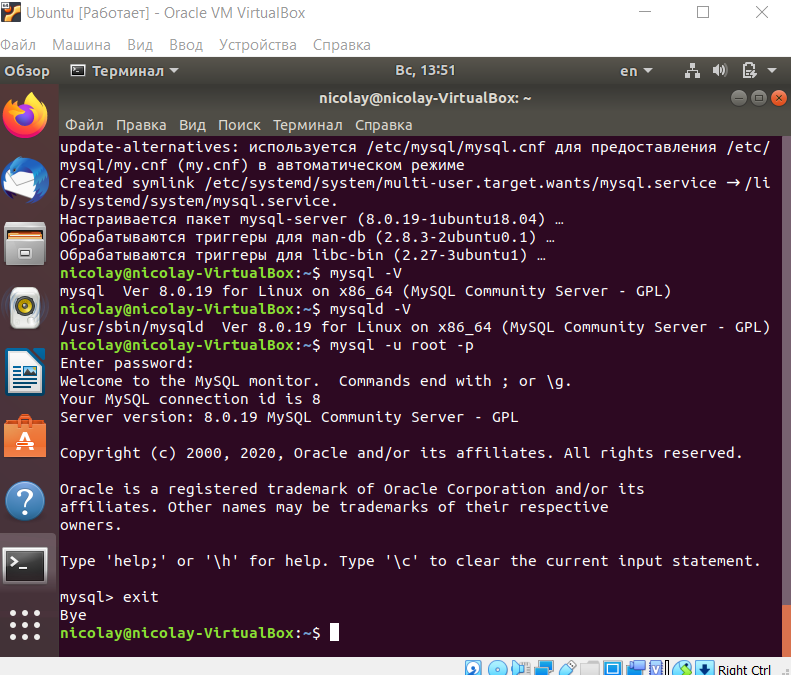 Ubuntu [Работает] - Oracle VM VirtualBox
Файл Машина Вид Ввод Устройства Справка
Обзор Терминал Вс, 13:51 en
nicolay@nicolay-VirtualBox: ~
Файл Правка Вид Поиск Терминал Справка
update-alternatives: используется /etc/mysql/mysql.cnf для предоставления /etc/
mysql/my.cnf (my.cnf) в автоматическом режиме
Created symlink /etc/systemd/system/multi-user.target.wants/mysql.service → /li
b/systemd/system/mysql.service.
Настраивается пакет mysql-server (8.0.19-1ubuntu18.04) …
Обрабатываются триггеры для man-db (2.8.3-2ubuntu0.1) …
Обрабатываются триггеры для libc-bin (2.27-3ubuntu1) …
nicolay@nicolay-VirtualBox:~$ mysql -V
mysql  Ver 8.0.19 for Linux on x86_64 (MySQL Community Server - GPL)
nicolay@nicolay-VirtualBox:~$ mysqld -V
/usr/sbin/mysqld  Ver 8.0.19 for Linux on x86_64 (MySQL Community Server - GPL)
nicolay@nicolay-VirtualBox:~$ mysql -u root -p
Enter password:
Welcome to the MySQL monitor.  Commands end with ; or \g.
Your MySQL connection id is 8
Server version: 8.0.19 MySQL Community Server - GPL
Copyright (c) 2000, 2020, Oracle and/or its affiliates. All rights reserved.
Oracle is a registered trademark of Oracle Corporation and/or its
affiliates. Other names may be trademarks of their respective
owners.
Type 'help;' or '\h' for help. Type '\c' to clear the current input statement.
mysql> exit
Bye
nicolay@nicolay-VirtualBox:~$
Right Ctrl